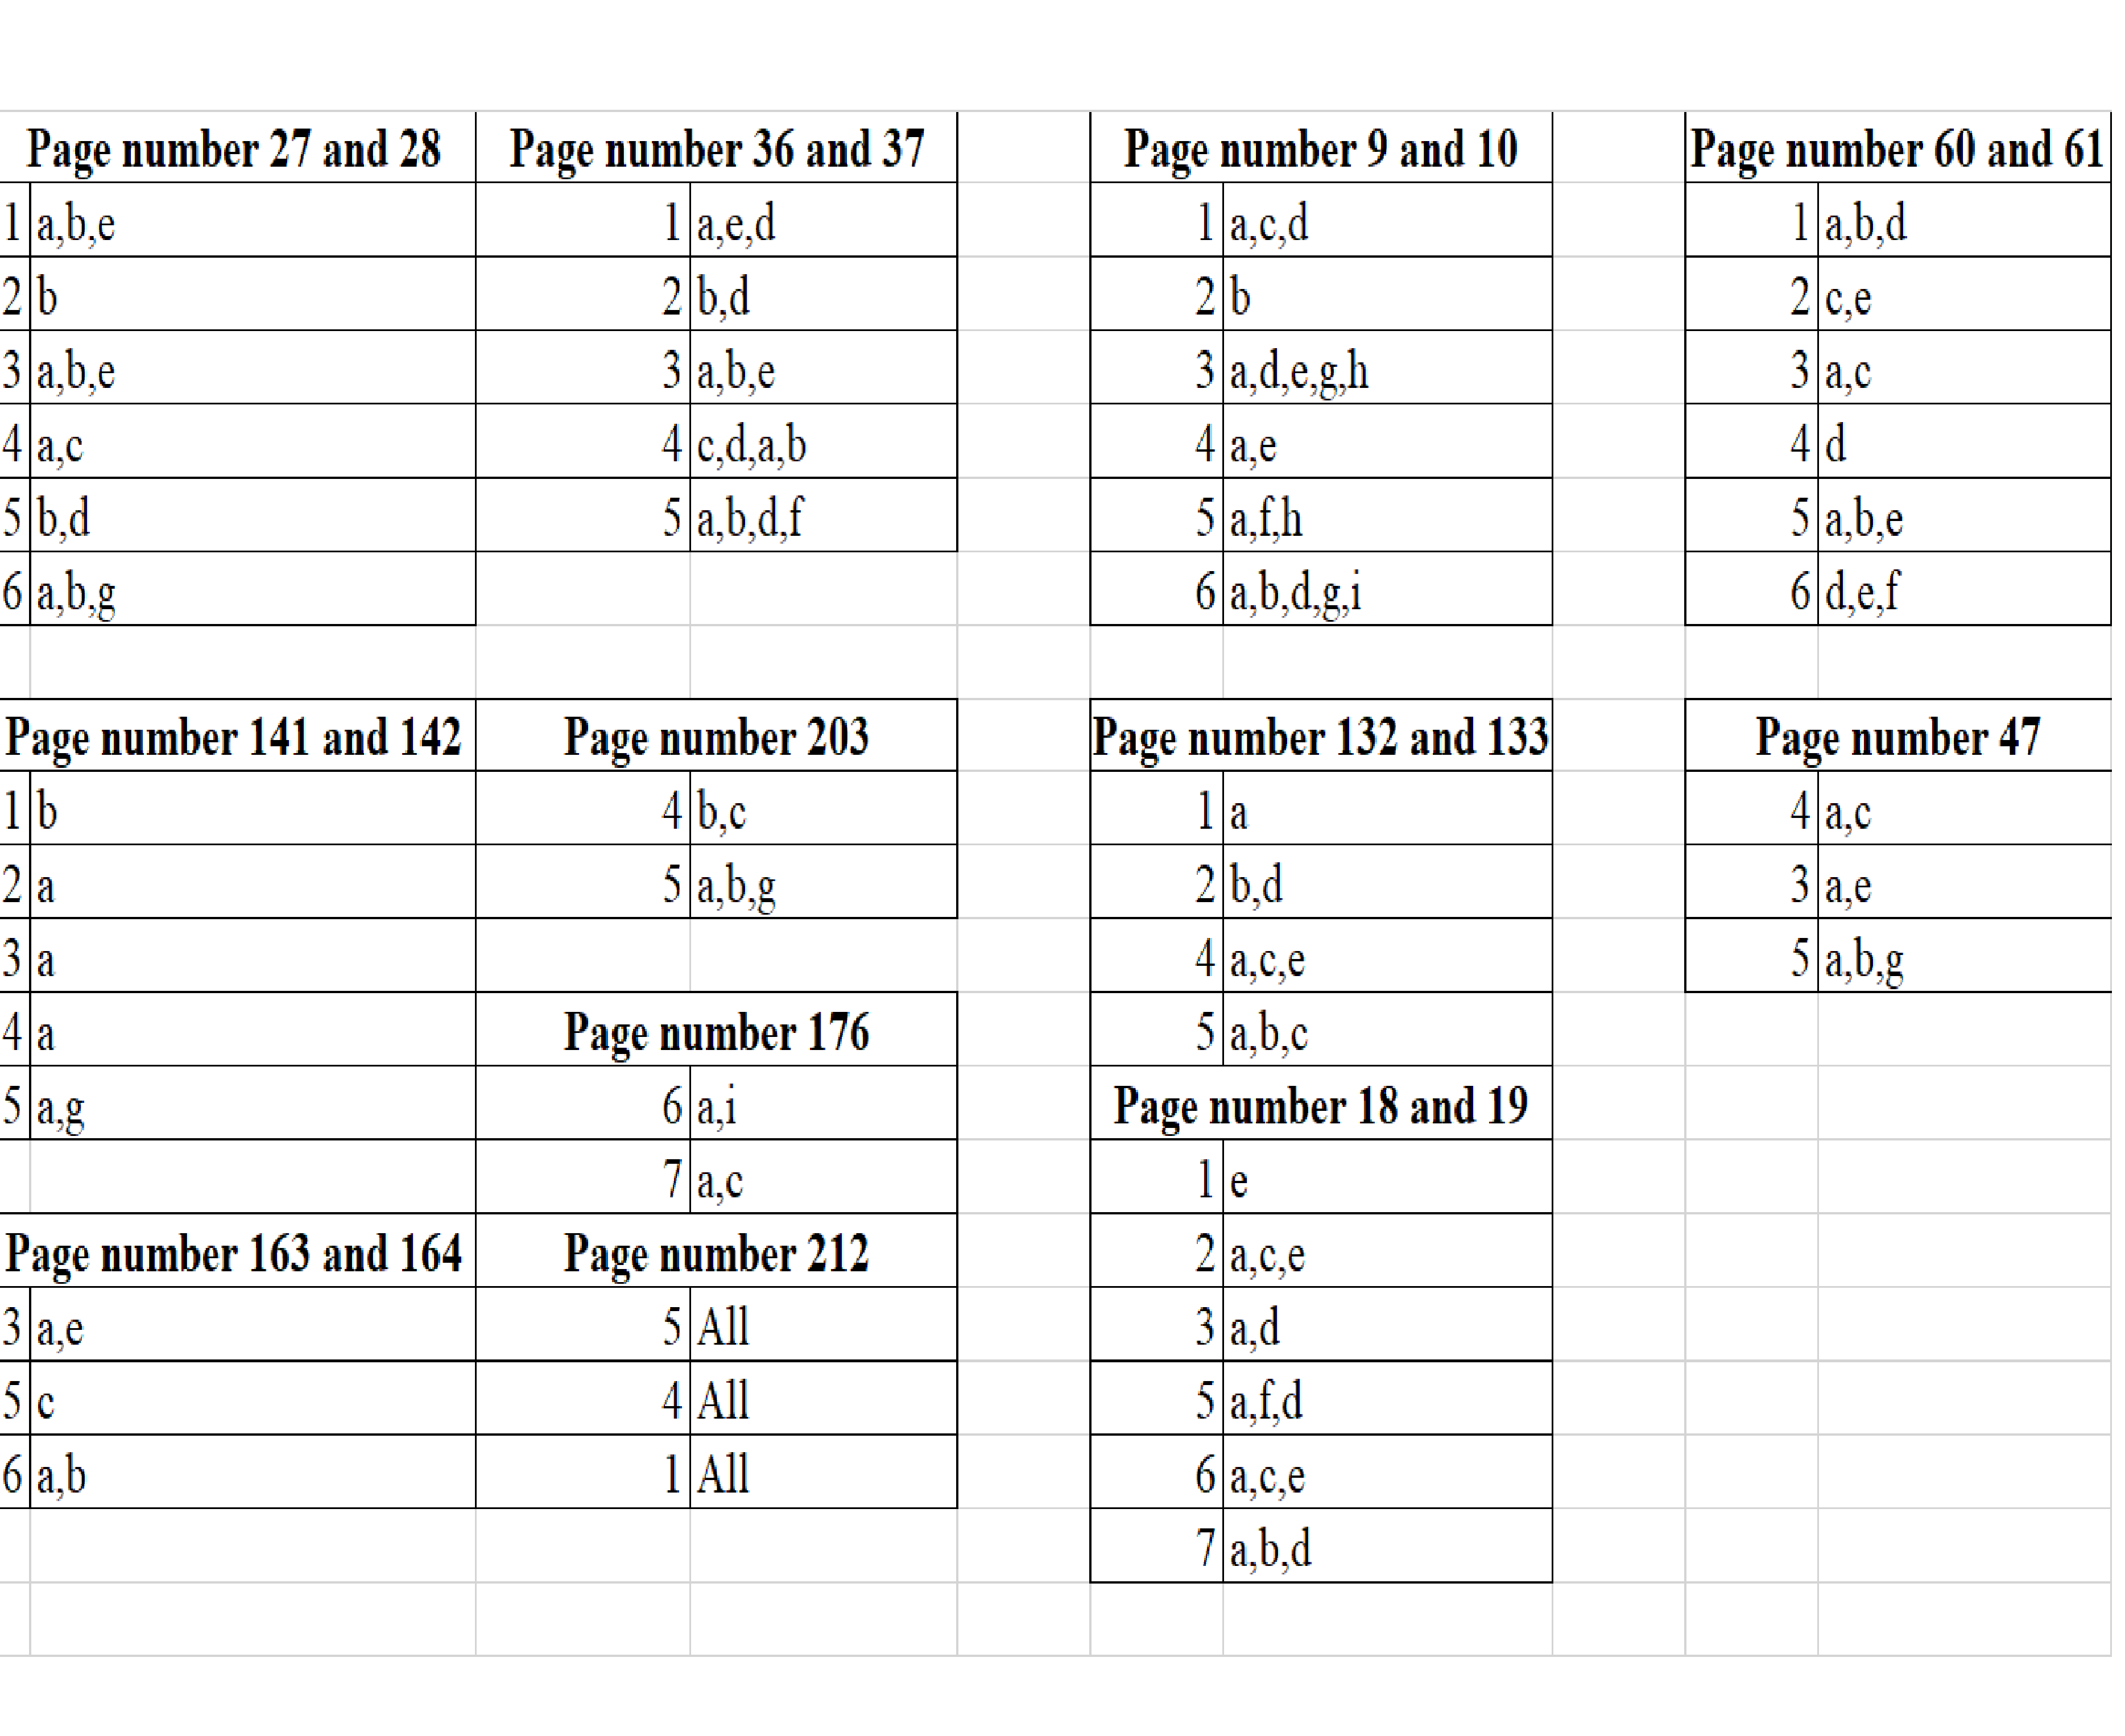 Page number 27 and 28 Page number 36 and 37 Page number 9 and 10 Page number 60 and 61
1 a,b,e 1 a,e,d 1 a,c,d 1 a,b,d
2 b 2 b,d 2 b 2 c,e
3 a,b,e 3 a,b,e 3 a,d,e,g,h 3 a,c
4 a,c 4 c,d,a,b 4 a,e 4 d
5 b,d 5 a,b,d,f 5 a,f,h 5 a,b,e
6 a,b,g 6 a,b,d,g,i 6 d,e,f
Page number 141 and 142 Page number 203 Page number 132 and 133 Page number 47
1 b 4 b,c 1 a 4 a,c
2 a 5 a,b,g 2 b,d 3 a,e
3 a 4 a,c,e 5 a,b,g
4 a Page number 176 5 a,b,c
5 a,g 6 a,i Page number 18 and 19
7 a,c 1 e
Page number 163 and 164 Page number 212 2 a,c,e
3 a,e 5 All 3 a,d
5 c 4 All 5 a,f,d
6 a,b 1 All 6 a,c,e
7 a,b,d